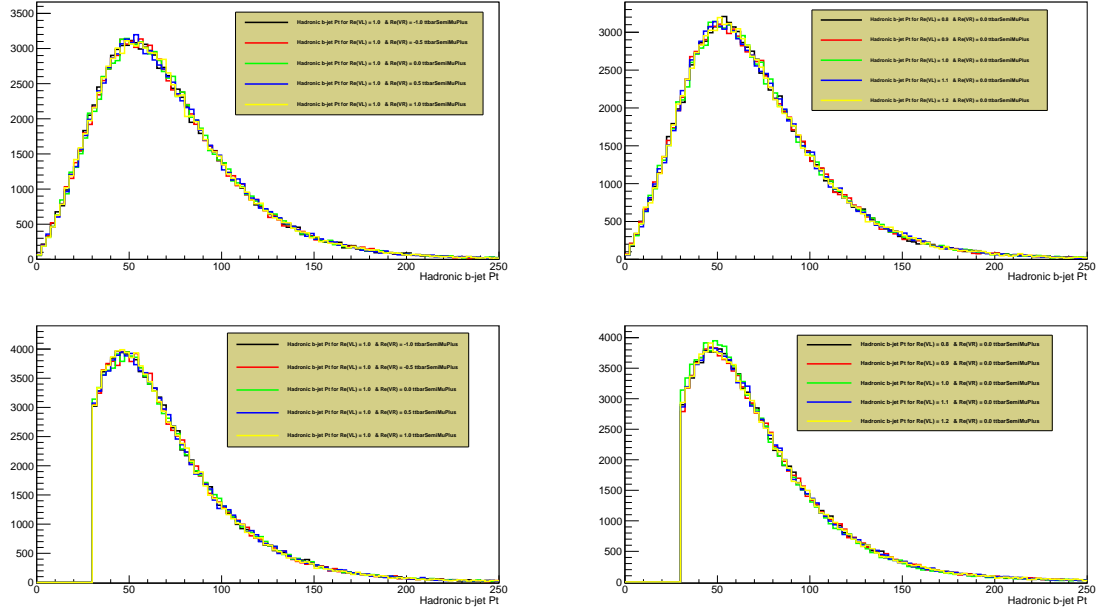 3000
2500
2000
1500
1000
500
0
Hadronic b-jet Pt for Re(VL) = 1.0 & Re(VR) = -1.0 ttbarSemiMuPlus
Hadronic b-jet Pt for Re(VL) = 1.0 & Re(VR) = -0.5 ttbarSemiMuPlus
Hadronic b-jet Pt for Re(VL) = 1.0 & Re(VR) = 0.0 ttbarSemiMuPlus
Hadronic b-jet Pt for Re(VL) = 1.0 & Re(VR) = 0.5 ttbarSemiMuPlus
Hadronic b-jet Pt for Re(VL) = 1.0 & Re(VR) = 1.0 ttbarSemiMuPlus
0 50 100 150 200 250
Hadronic b-jet Pt
3000
2500
2000
1500
1000
500
0
Hadronic b-jet Pt for Re(VL) = 0.8 & Re(VR) = 0.0 ttbarSemiMuPlus
Hadronic b-jet Pt for Re(VL) = 0.9 & Re(VR) = 0.0 ttbarSemiMuPlus
Hadronic b-jet Pt for Re(VL) = 1.0 & Re(VR) = 0.0 ttbarSemiMuPlus
Hadronic b-jet Pt for Re(VL) = 1.1 & Re(VR) = 0.0 ttbarSemiMuPlus
Hadronic b-jet Pt for Re(VL) = 1.2 & Re(VR) = 0.0 ttbarSemiMuPlus
0 50 100 150 200 250
Hadronic b-jet Pt
4000
3500
3000
2500
2000
1500
1000
500
0
Hadronic b-jet Pt for Re(VL) = 1.0 & Re(VR) = -1.0 ttbarSemiMuPlus
Hadronic b-jet Pt for Re(VL) = 1.0 & Re(VR) = -0.5 ttbarSemiMuPlus
Hadronic b-jet Pt for Re(VL) = 1.0 & Re(VR) = 0.0 ttbarSemiMuPlus
Hadronic b-jet Pt for Re(VL) = 1.0 & Re(VR) = 0.5 ttbarSemiMuPlus
Hadronic b-jet Pt for Re(VL) = 1.0 & Re(VR) = 1.0 ttbarSemiMuPlus
0 50 100 150 200 250
Hadronic b-jet Pt
4000
3500
3000
2500
2000
1500
1000
500
0
Hadronic b-jet Pt for Re(VL) = 0.8 & Re(VR) = 0.0 ttbarSemiMuPlus
Hadronic b-jet Pt for Re(VL) = 0.9 & Re(VR) = 0.0 ttbarSemiMuPlus
Hadronic b-jet Pt for Re(VL) = 1.0 & Re(VR) = 0.0 ttbarSemiMuPlus
Hadronic b-jet Pt for Re(VL) = 1.1 & Re(VR) = 0.0 ttbarSemiMuPlus
Hadronic b-jet Pt for Re(VL) = 1.2 & Re(VR) = 0.0 ttbarSemiMuPlus
0 50 100 150 200 250
Hadronic b-jet Pt